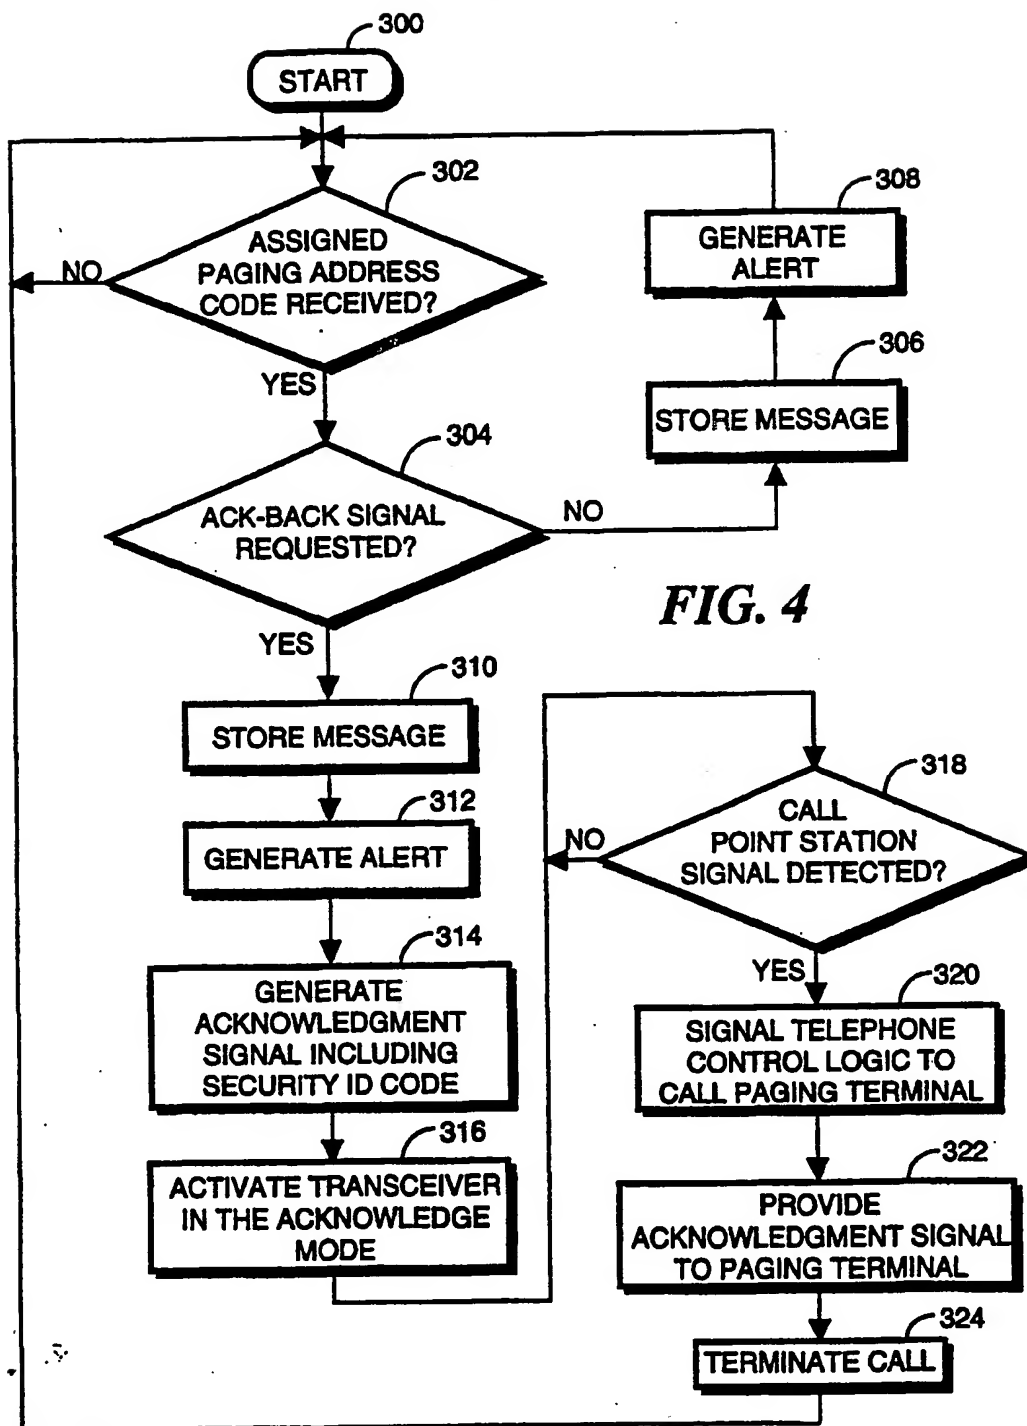 300
START
302
ASSIGNED
PAGING ADDRESS
CODE RECEIVED?
NO
YES
308
GENERATE
ALERT
306
STORE MESSAGE
304
ACK-BACK SIGNAL
REQUESTED?
NO
YES
FIG. 4
310
STORE MESSAGE
312
GENERATE ALERT
314
GENERATE
ACKNOWLEDGMENT
SIGNAL INCLUDING
SECURITY ID CODE
316
ACTIVATE TRANSCEIVER
IN THE ACKNOWLEDGE
MODE
318
CALL
POINT STATION
SIGNAL DETECTED?
NO
YES
320
SIGNAL TELEPHONE
CONTROL LOGIC TO
CALL PAGING TERMINAL
322
PROVIDE
ACKNOWLEDGMENT SIGNAL
TO PAGING TERMINAL
324
TERMINATE CALL